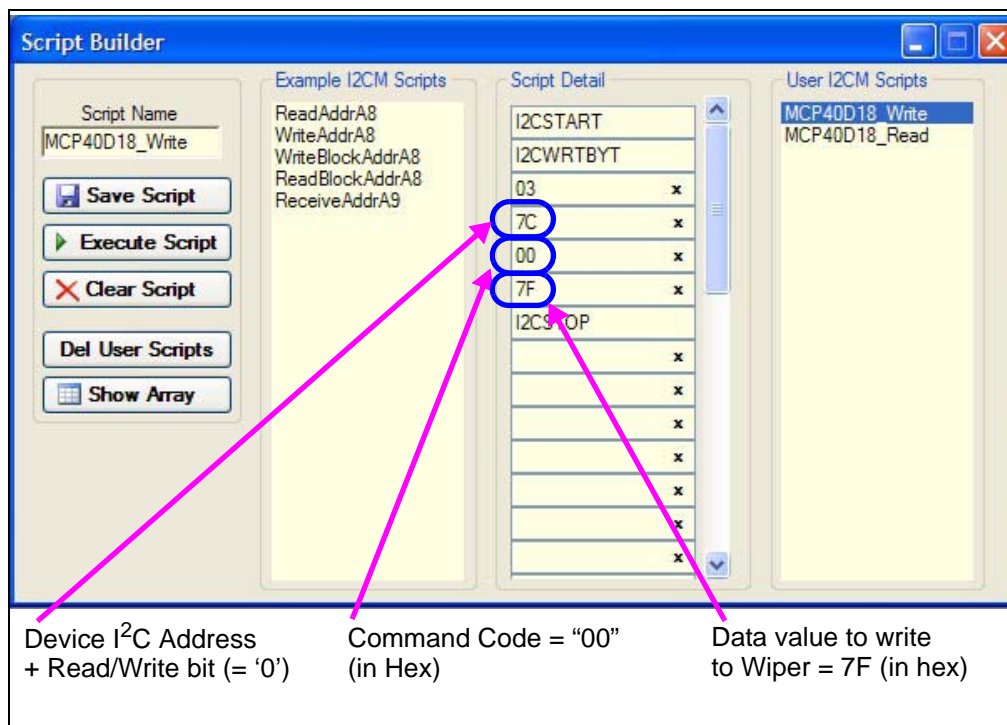 Script Builder
Script Name
MCP40D18_Write
Save Script
Execute Script
Clear Script
Del User Scripts
Show Array
Example I2CM Scripts
ReadAddrA8
WriteAddrA8
WriteBlockAddrA8
ReadBlockAddrA8
ReceiveAddrA9
Script Detail
I2CSTART
I2CWRTBYT
03 x
7C x
00 x
7F x
I2CSTOP
x
x
x
x
x
x
x
User I2CM Scripts
MCP40D18_Write
MCP40D18_Read
Device I²C Address
+ Read/Write bit (= ‘0’)
Command Code = “00”
(in Hex)
Data value to write
to Wiper = 7F (in hex)